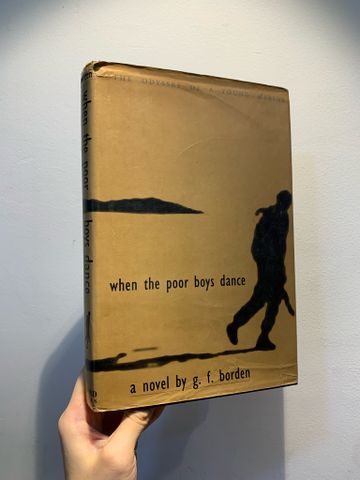 THE ODYSSEY OF A YOUNG MARINE
when the poor boys dance
a novel by g. f. borden
when the poor boys dance